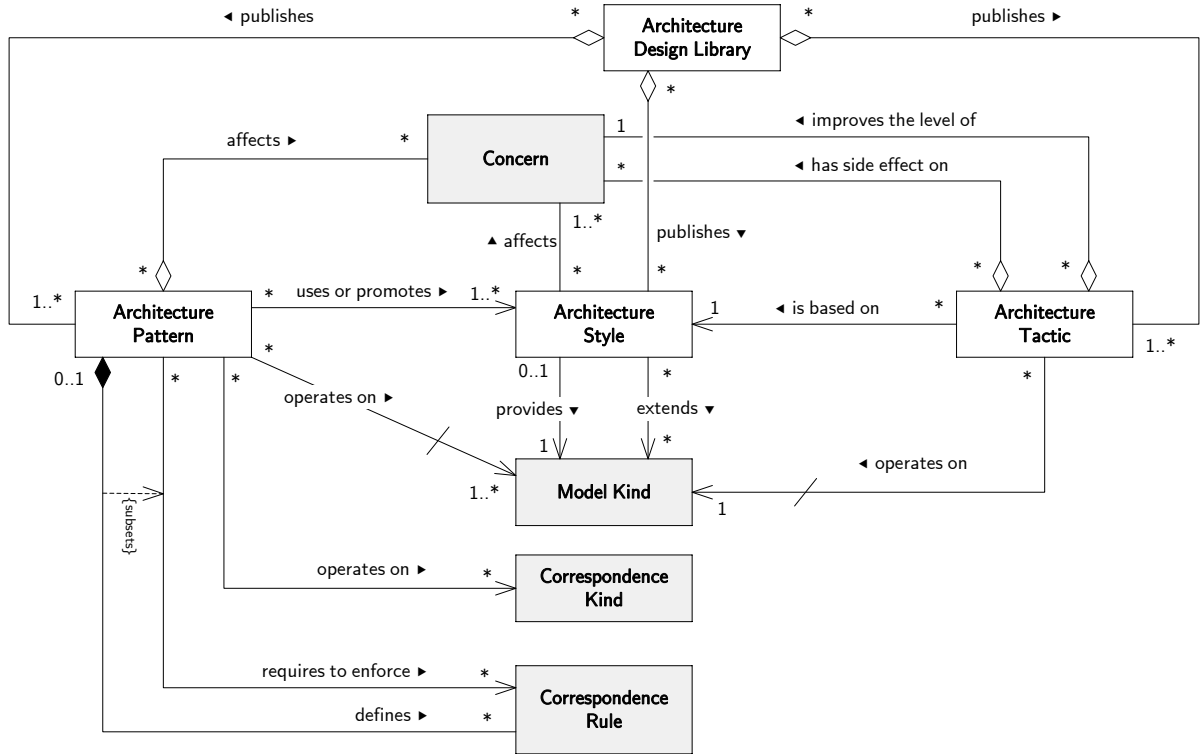 ◄ publishes
*
Architecture
Design Library
*
publishes ►
*
affects ►
*
Concern
1
◄ improves the level of
*
◄ has side effect on
1..*
▲ affects
publishes ▼
*
*
*
*
*
1..*
Architecture
Pattern
*
uses or promotes ►
1..*
Architecture
Style
1
◄ is based on
*
Architecture
Tactic
1..*
*
0..1
*
*
operates on ►
0..1
*
provides ▼
extends ▼
1
*
*
◄ operates on
1..*
Model Kind
1
{subsets}
operates on ►
*
Correspondence
Kind
requires to enforce ►
*
defines ►
*
Correspondence
Rule